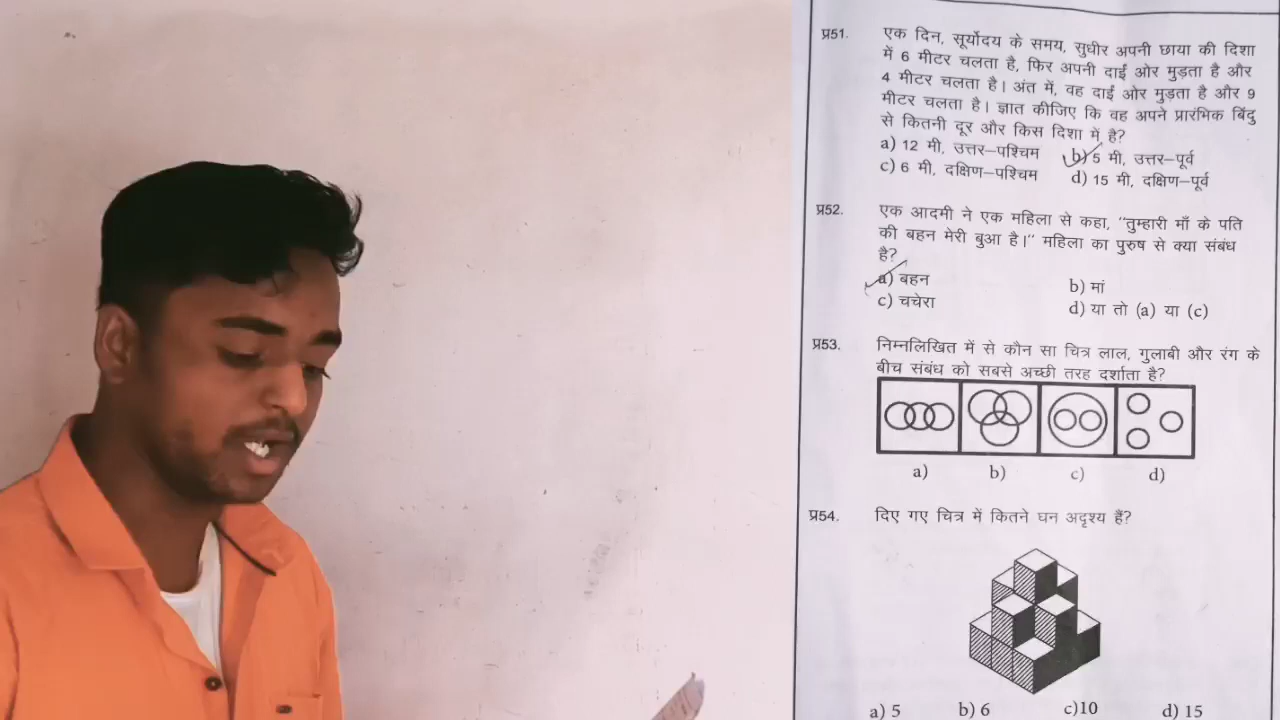 प्र51. एक दिन, सूर्योदय के समय, सुधीर अपनी छाया की दिशा
में 6 मीटर चलता है, फिर अपनी दाईं ओर मुड़ता है और
4 मीटर चलता है। अंत में, वह दाईं ओर मुड़ता है और 9
मीटर चलता है। ज्ञात कीजिए कि वह अपने प्रारंभिक बिंदु
से कितनी दूर और किस दिशा में है?
a) 12 मी, उत्तर–पश्चिम b) 5 मी, उत्तर–पूर्व
c) 6 मी, दक्षिण–पश्चिम d) 15 मी, दक्षिण–पूर्व
प्र52. एक आदमी ने एक महिला से कहा, "तुम्हारी माँ के पति
की बहन मेरी बुआ है।" महिला का पुरुष से क्या संबंध
है?
a) बहन b) मां
c) चचेरा d) या तो (a) या (c)
प्र53. निम्नलिखित में से कौन सा चित्र लाल, गुलाबी और रंग के
बीच संबंध को सबसे अच्छी तरह दर्शाता है?
a) b) c) d)
प्र54. दिए गए चित्र में कितने घन अदृश्य हैं?
a) 5 b) 6 c)10 d) 15